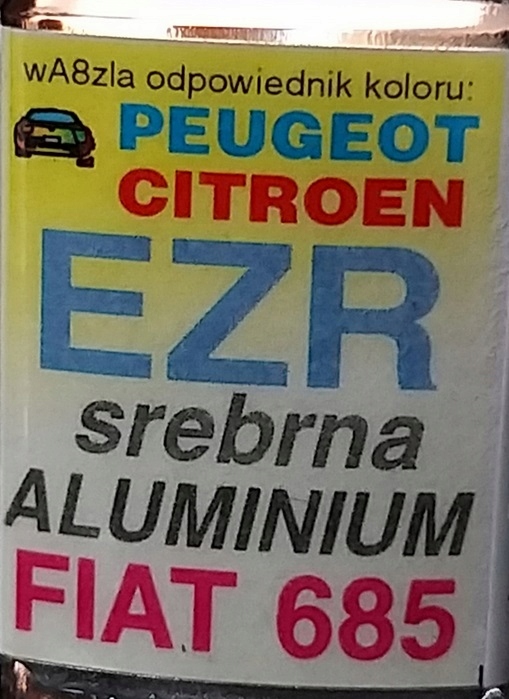 wA8zla odpowiednik koloru:
PEUGEOT
CITROEN
EZR
srebrna
ALUMINIUM
FIAT 685